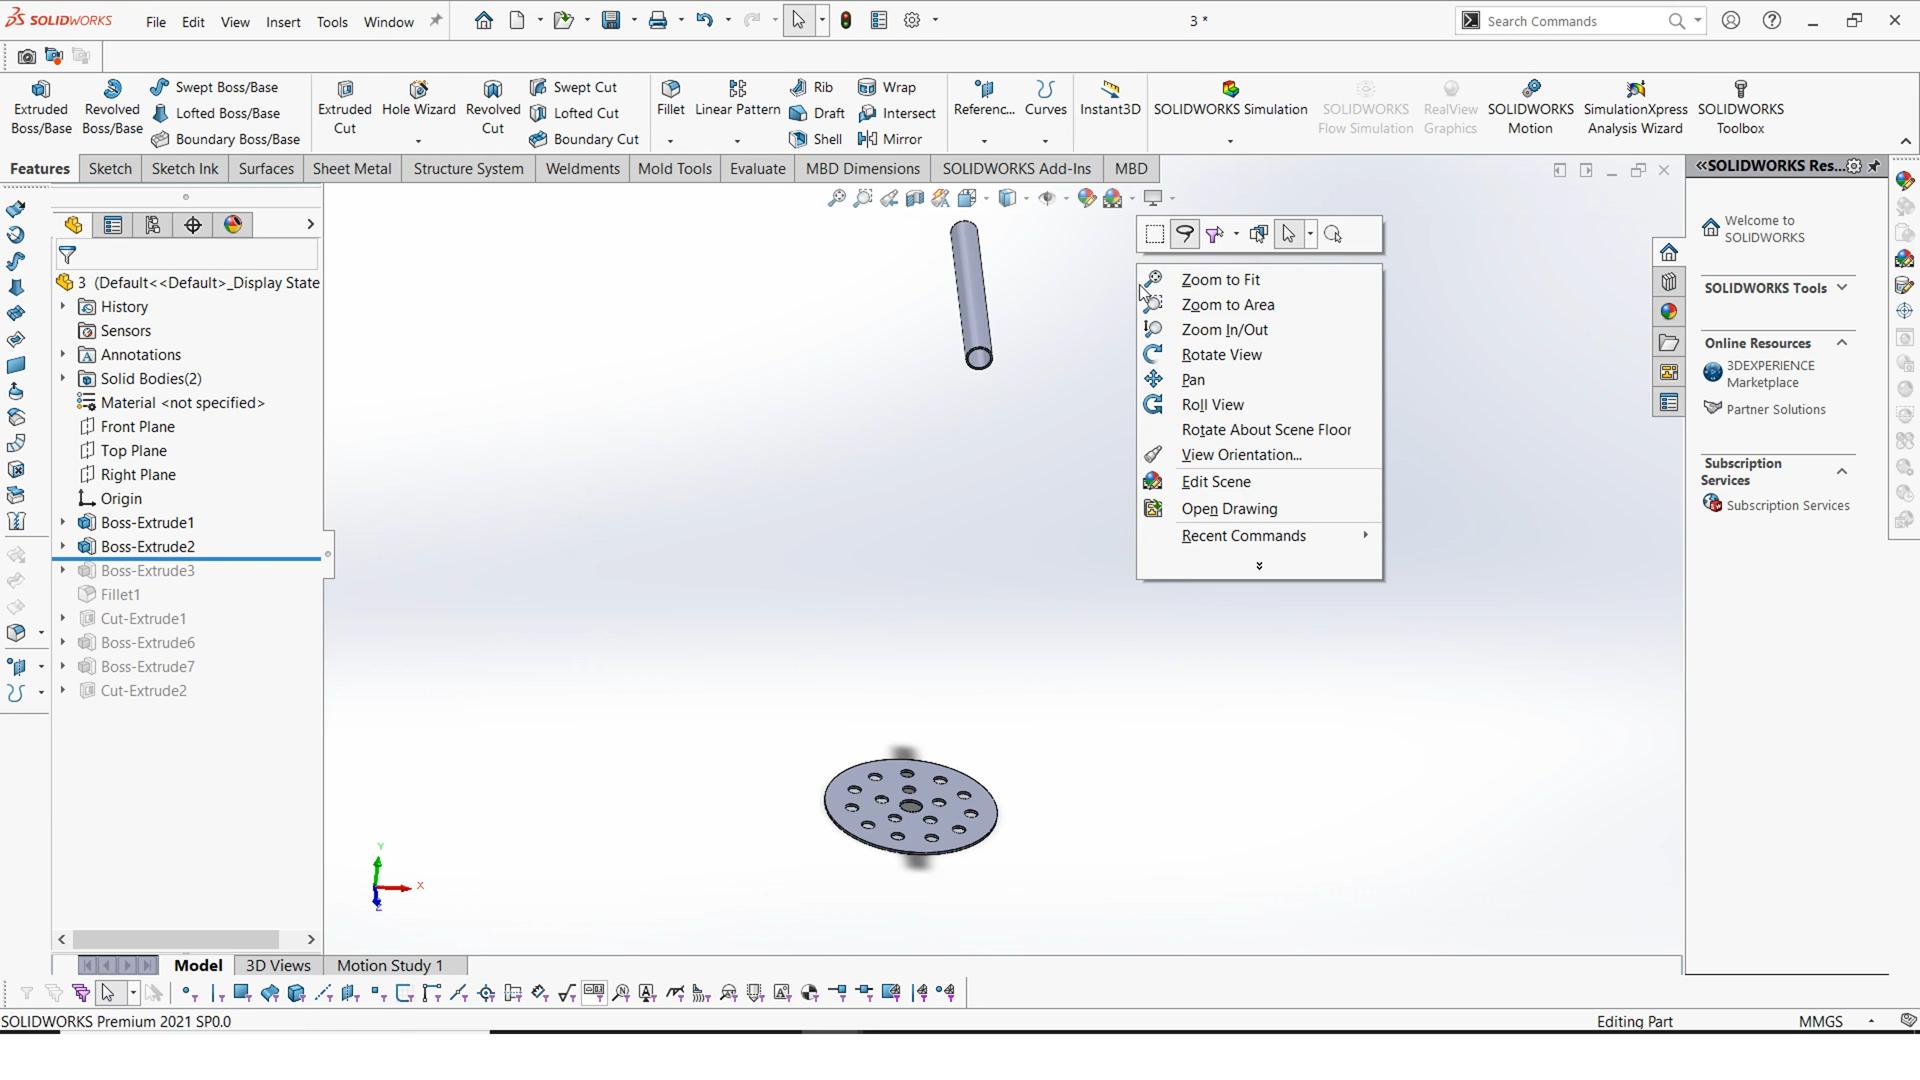 SOLIDWORKS File Edit View Insert Tools Window 3 * Search Commands
Extruded Boss/Base
Revolved Boss/Base
Swept Boss/Base
Lofted Boss/Base
Boundary Boss/Base
Extruded Cut
Hole Wizard
Revolved Cut
Swept Cut
Lofted Cut
Boundary Cut
Fillet
Linear Pattern
Rib
Draft
Shell
Wrap
Intersect
Mirror
Referenc...
Curves
Instant3D
SOLIDWORKS Simulation
SOLIDWORKS Flow Simulation
RealView Graphics
SOLIDWORKS Motion
SimulationXpress Analysis Wizard
SOLIDWORKS Toolbox
Features Sketch Sketch Ink Surfaces Sheet Metal Structure System Weldments Mold Tools Evaluate MBD Dimensions SOLIDWORKS Add-Ins MBD
3 (Default<<Default>_Display State
History
Sensors
Annotations
Solid Bodies(2)
Material <not specified>
Front Plane
Top Plane
Right Plane
Origin
Boss-Extrude1
Boss-Extrude2
Boss-Extrude3
Fillet1
Cut-Extrude1
Boss-Extrude6
Boss-Extrude7
Cut-Extrude2
Zoom to Fit
Zoom to Area
Zoom In/Out
Rotate View
Pan
Roll View
Rotate About Scene Floor
View Orientation...
Edit Scene
Open Drawing
Recent Commands
Y
X
Z
«SOLIDWORKS Res...
Welcome to
SOLIDWORKS
SOLIDWORKS Tools
Online Resources
3DEXPERIENCE
Marketplace
Partner Solutions
Subscription
Services
Subscription Services
Model 3D Views Motion Study 1
SOLIDWORKS Premium 2021 SP0.0 Editing Part MMGS